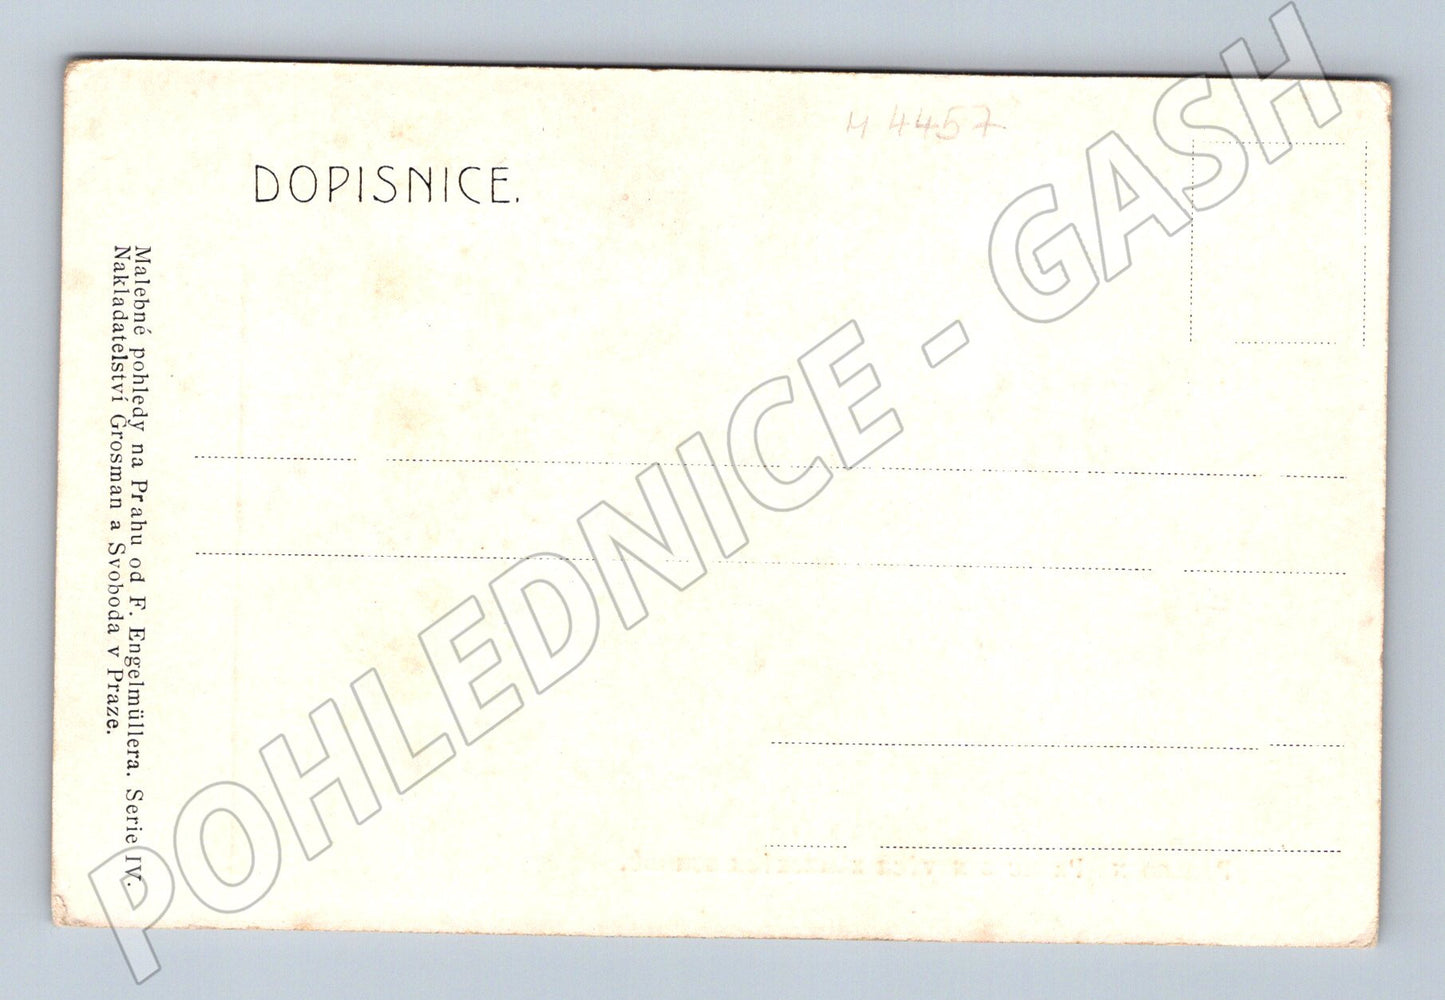 M 4457
DOPISNICE.
Malebné pohledy na Prahu od F. Engelmüllera. Serie IV.
Nakladatelství Grosman a Svoboda v Praze.
POHLEDNICE - GASH